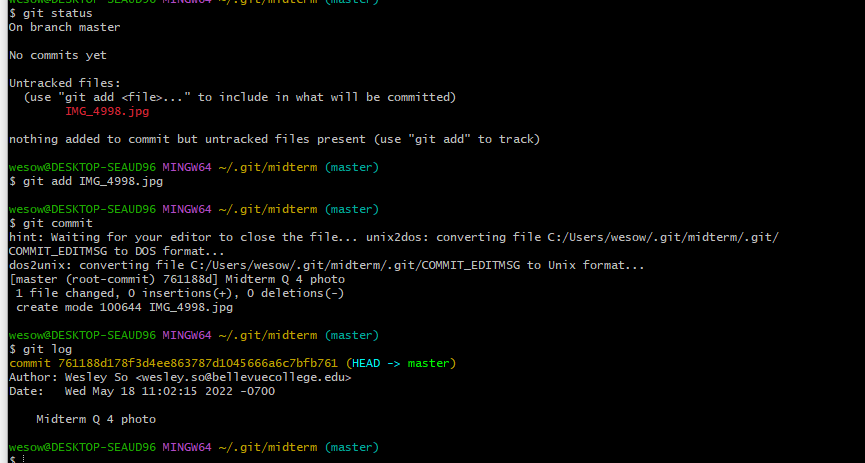 wesow@DESKTOP-SEAUD96 MINGW64 ~/.git/midterm (master)
$ git status
On branch master
No commits yet
Untracked files:
  (use "git add <file>..." to include in what will be committed)
        IMG_4998.jpg
nothing added to commit but untracked files present (use "git add" to track)
wesow@DESKTOP-SEAUD96 MINGW64 ~/.git/midterm (master)
$ git add IMG_4998.jpg
wesow@DESKTOP-SEAUD96 MINGW64 ~/.git/midterm (master)
$ git commit
hint: Waiting for your editor to close the file... unix2dos: converting file C:/Users/wesow/.git/midterm/.git/
COMMIT_EDITMSG to DOS format...
dos2unix: converting file C:/Users/wesow/.git/midterm/.git/COMMIT_EDITMSG to Unix format...
[master (root-commit) 761188d] Midterm Q 4 photo
 1 file changed, 0 insertions(+), 0 deletions(-)
 create mode 100644 IMG_4998.jpg
wesow@DESKTOP-SEAUD96 MINGW64 ~/.git/midterm (master)
$ git log
commit 761188d178f3d4ee863787d1045666a6c7bfb761 (HEAD -> master)
Author: Wesley So <wesley.so@bellevuecollege.edu>
Date:   Wed May 18 11:02:15 2022 -0700
    Midterm Q 4 photo
wesow@DESKTOP-SEAUD96 MINGW64 ~/.git/midterm (master)
$